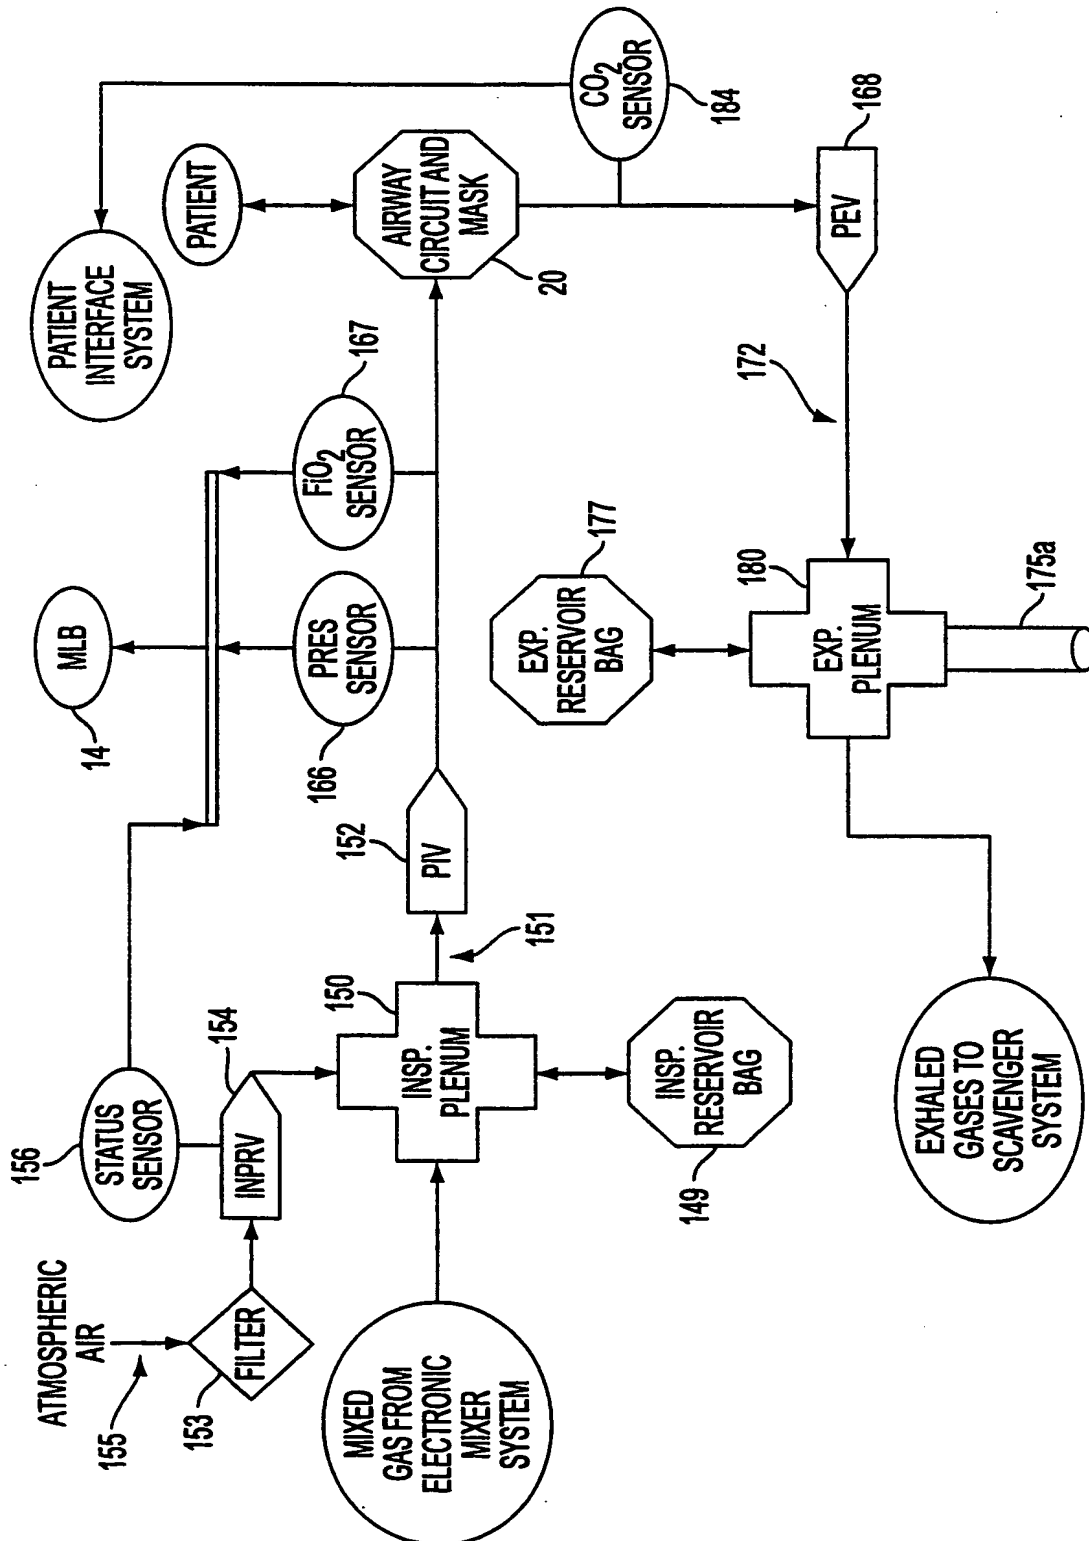 ATMOSPHERIC
AIR
155
FILTER
153
156
STATUS
SENSOR
INPRV
154
MIXED
GAS FROM
ELECTRONIC
MIXER
SYSTEM
INSP.
PLENUM
150
151
INSP.
RESERVOIR
BAG
149
PIV
152
MLB
14
PRES
SENSOR
166
FiO2
SENSOR
167
PATIENT
INTERFACE
SYSTEM
PATIENT
AIRWAY
CIRCUIT AND
MASK
20
CO2
SENSOR
184
PEV
168
172
EXP.
RESERVOIR
BAG
177
EXP.
PLENUM
180
175a
EXHALED
GASES TO
SCAVENGER
SYSTEM